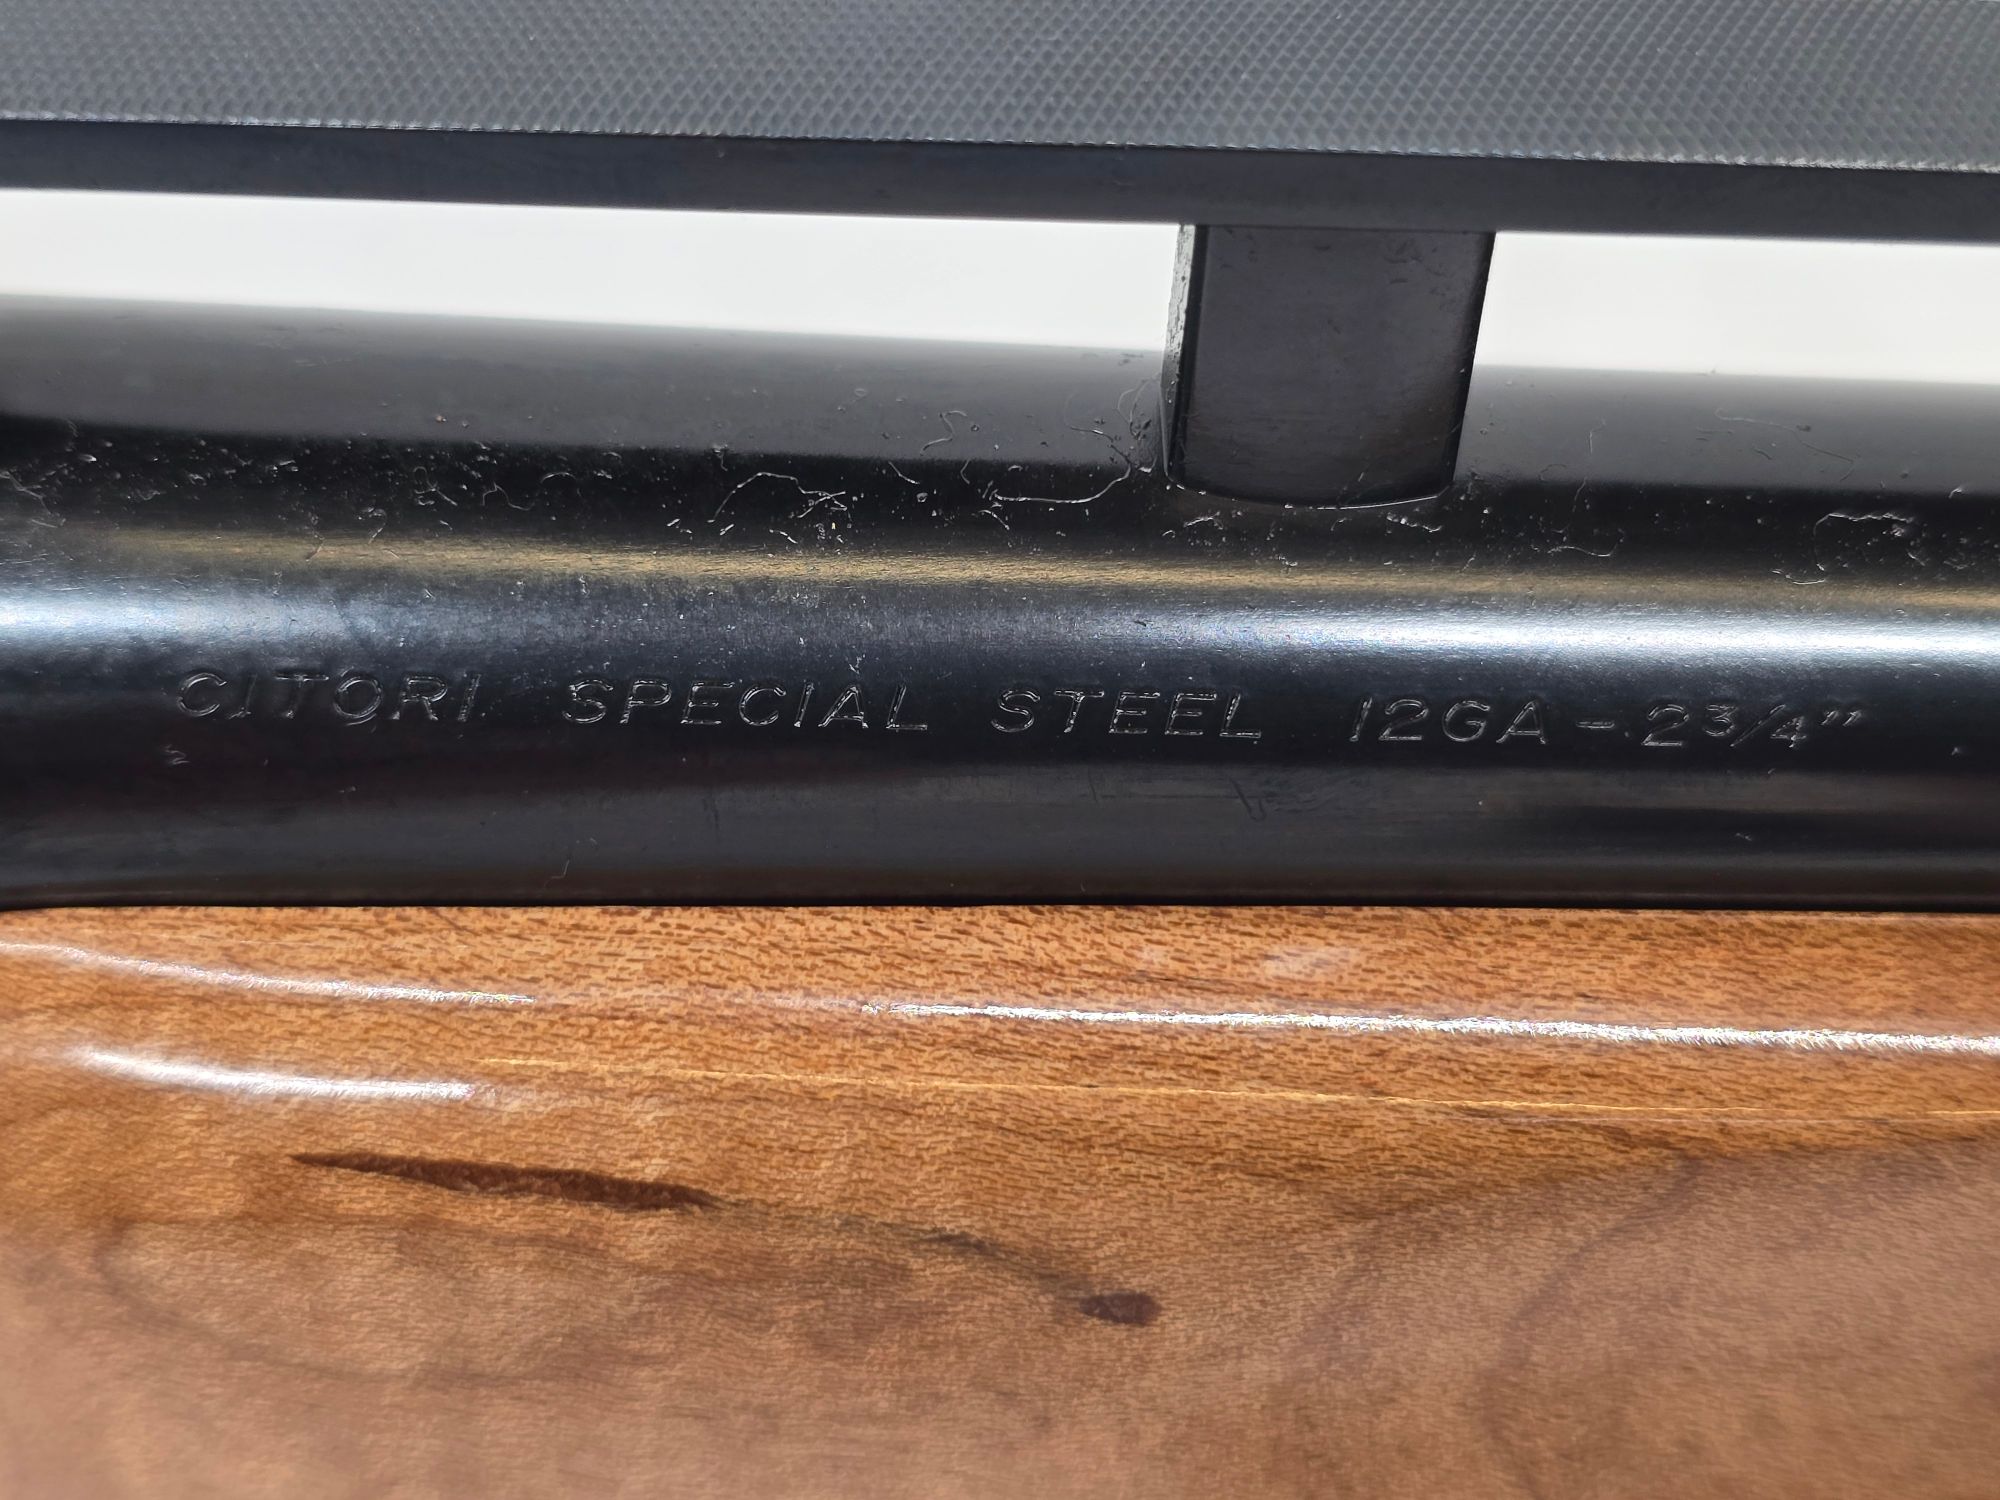 CITORI SPECIAL STEEL 12GA-2¾”